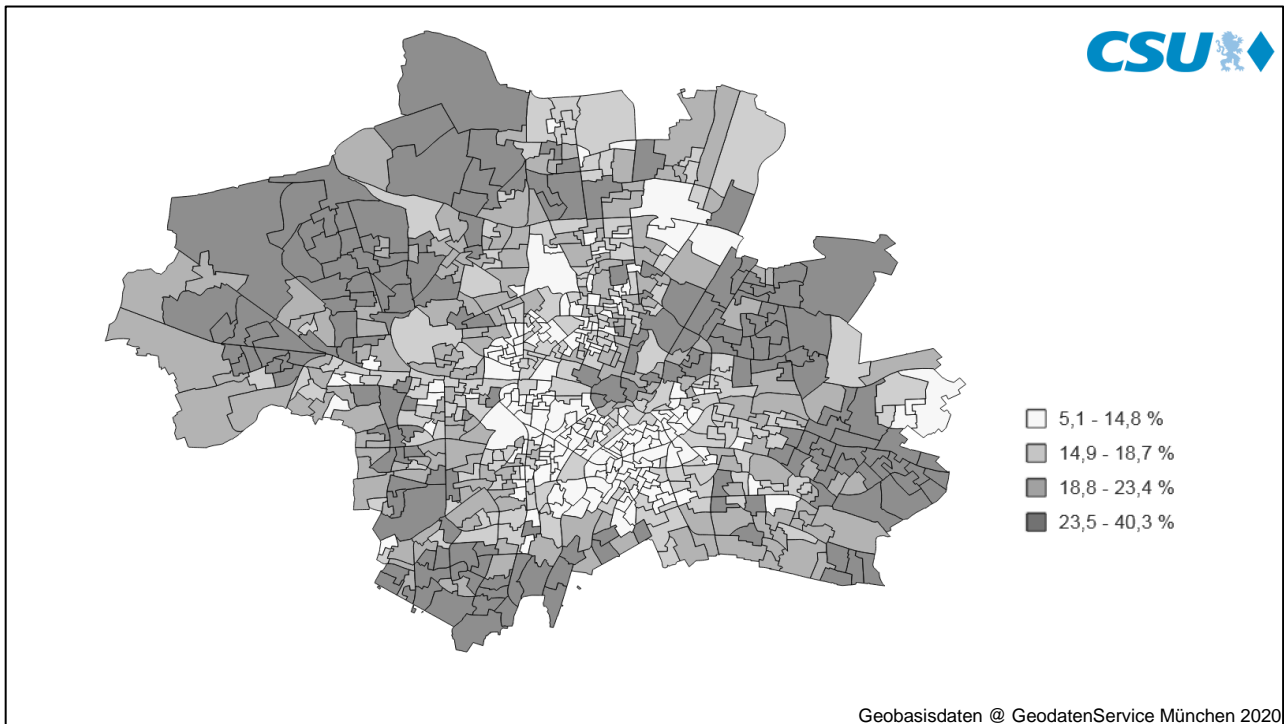 CSU
5,1 - 14,8 %
14,9 - 18,7 %
18,8 - 23,4 %
23,5 - 40,3 %
Geobasisdaten @ GeodatenService München 2020